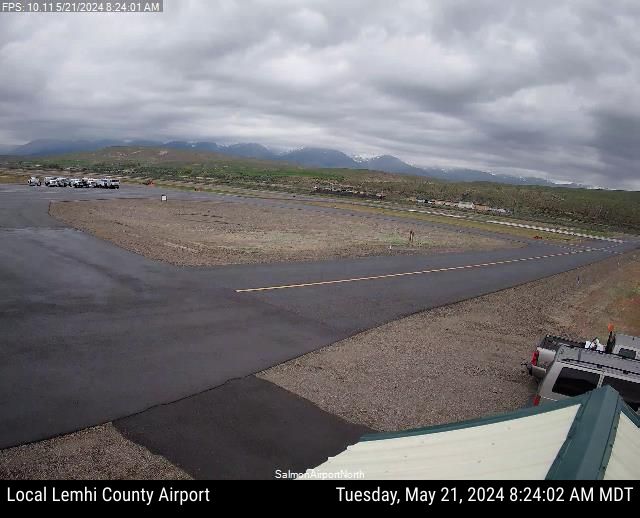 FPS: 10.11 5/21/2024 8:24:01 AM
SalmonAirportNorth
Local Lemhi County Airport
Tuesday, May 21, 2024 8:24:02 AM MDT